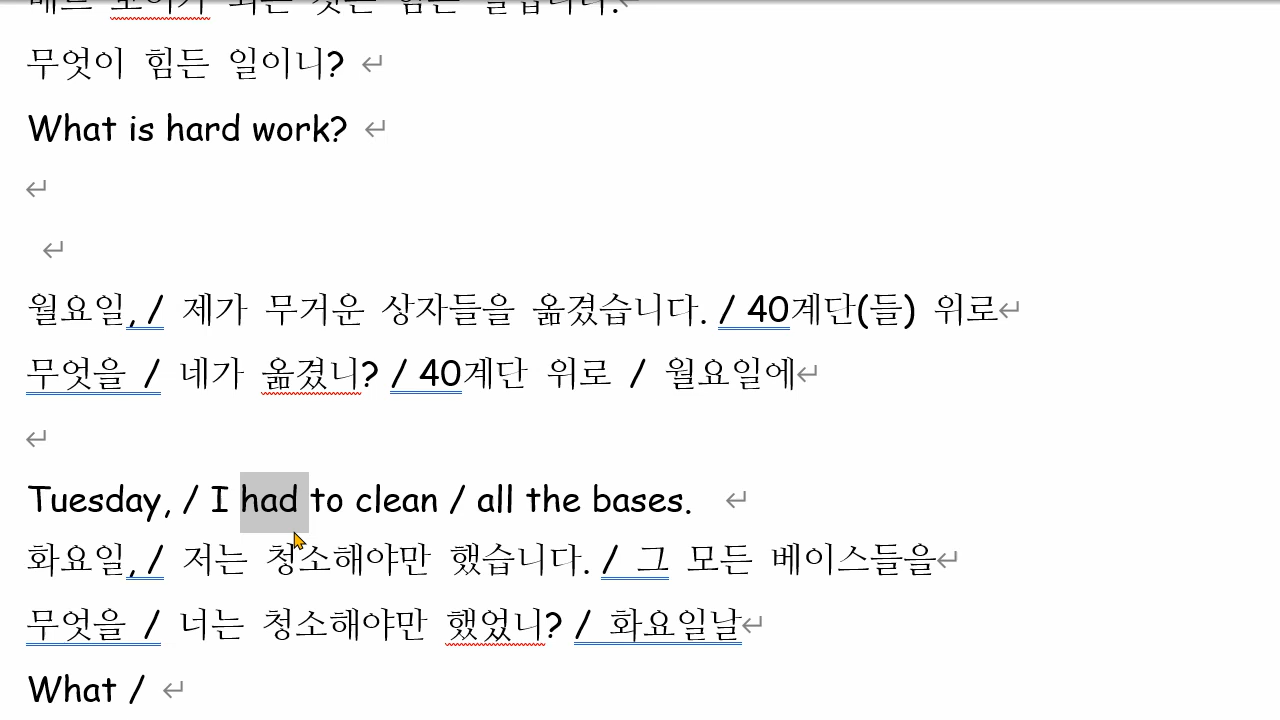 무엇이 힘든 일이니?
What is hard work?
월요일, / 제가 무거운 상자들을 옮겼습니다. / 40계단(들) 위로
무엇을 / 네가 옮겼니? / 40계단 위로 / 월요일에
Tuesday, / I had to clean / all the bases.
화요일, / 저는 청소해야만 했습니다. / 그 모든 베이스들을
무엇을 / 너는 청소해야만 했었니? / 화요일날
What /